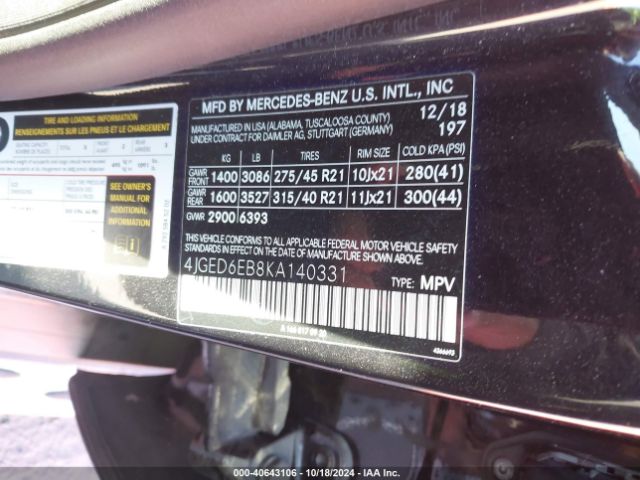 MFD BY MERCEDES-BENZ U.S. INTL., INC
MANUFACTURED IN USA (ALABAMA, TUSCALOOSA COUNTY) 12/18
UNDER CONTRACT FOR DAIMLER AG, STUTTGART (GERMANY) 197
KG LB TIRES RIM SIZE COLD KPA (PSI)
GAWR FRONT 1400 3086 275/45 R21 10Jx21 280(41)
GAWR REAR 1600 3527 315/40 R21 11Jx21 300(44)
GVWR 2900 6393
THIS VEHICLE CONFORMS TO ALL APPLICABLE FEDERAL MOTOR VEHICLE SAFETY
STANDARDS IN EFFECT ON THE DATE OF MANUFACTURE SHOWN ABOVE.
4JGED6EB8KA140331 TYPE: MPV
TIRE AND LOADING INFORMATION
RENSEIGNEMENTS SUR LES PNEUS ET LE CHARGEMENT
SEE OWNER'S
MANUAL FOR
ADDITIONAL
INFORMATION
000-40643106 | 10/18/2024 | IAA Inc.